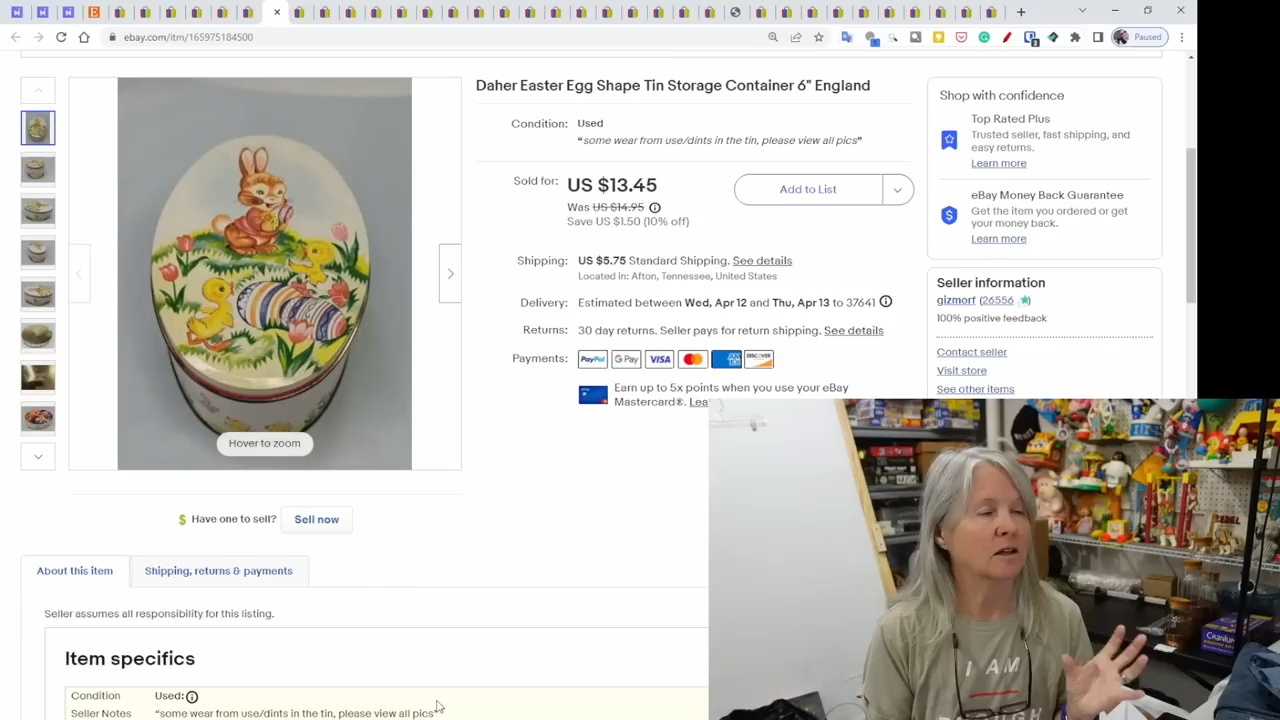 Paused
ebay.com/itm/165975184500
Daher Easter Egg Shape Tin Storage Container 6" England
Condition: Used
“some wear from use/dents in the tin, please view all pics”
Sold for: US $13.45
Was US $14.95
Save US $1.50 (10% off)
Add to List
Shipping: US $5.75 Standard Shipping. See details
Located in: Afton, Tennessee, United States
Delivery: Estimated between Wed, Apr 12 and Thu, Apr 13 to 37641
Returns: 30 day returns. Seller pays for return shipping. See details
Payments: PayPal G Pay VISA DISCOVER
Earn up to 5x points when you use your eBay
Mastercard®.
Hover to zoom
Have one to sell? Sell now
Shop with confidence
Top Rated Plus
Trusted seller, fast shipping, and
easy returns.
Learn more
eBay Money Back Guarantee
Get the item you ordered or get
your money back.
Learn more
Seller information
gizmorf (26556
100% positive feedback
Contact seller
Visit store
See other items
About this item
Shipping, returns & payments
Seller assumes all responsibility for this listing.
Item specifics
Condition Used:
Seller Notes “some wear from use/dents in the tin, please view all pics”
I AM
CRANIUM